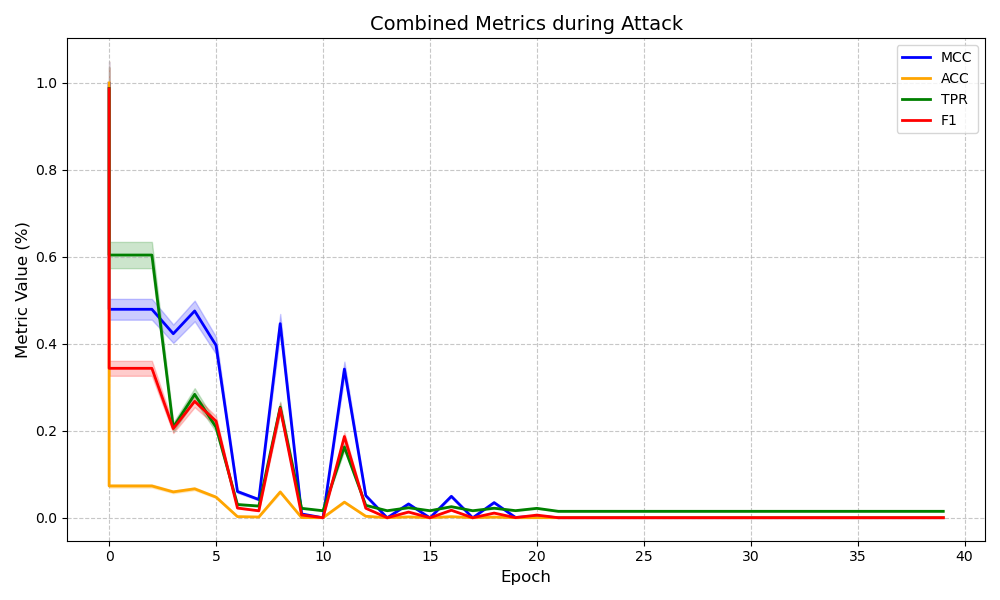 Combined Metrics during Attack
MCC
ACC
TPR
F1
Metric Value (%)
1.0
0.8
0.6
0.4
0.2
0.0
0 5 10 15 20 25 30 35 40
Epoch